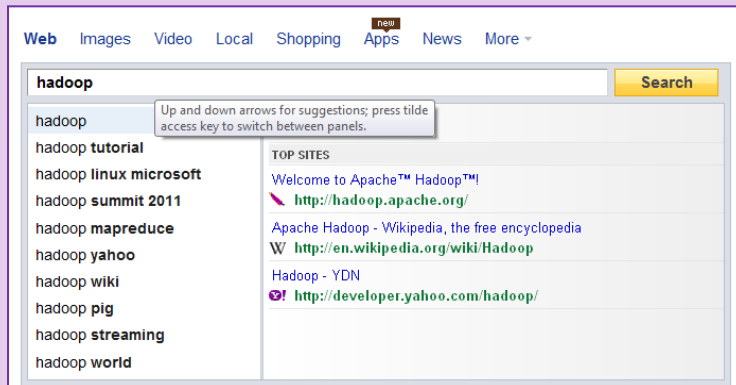 new
Web Images Video Local Shopping Apps News More
hadoop Search
Up and down arrows for suggestions; press tilde
access key to switch between panels.
hadoop
hadoop tutorial
hadoop linux microsoft
hadoop summit 2011
hadoop mapreduce
hadoop yahoo
hadoop wiki
hadoop pig
hadoop streaming
hadoop world
TOP SITES
Welcome to Apache™ Hadoop™!
http://hadoop.apache.org/
Apache Hadoop - Wikipedia, the free encyclopedia
W http://en.wikipedia.org/wiki/Hadoop
Hadoop - YDN
Y! http://developer.yahoo.com/hadoop/